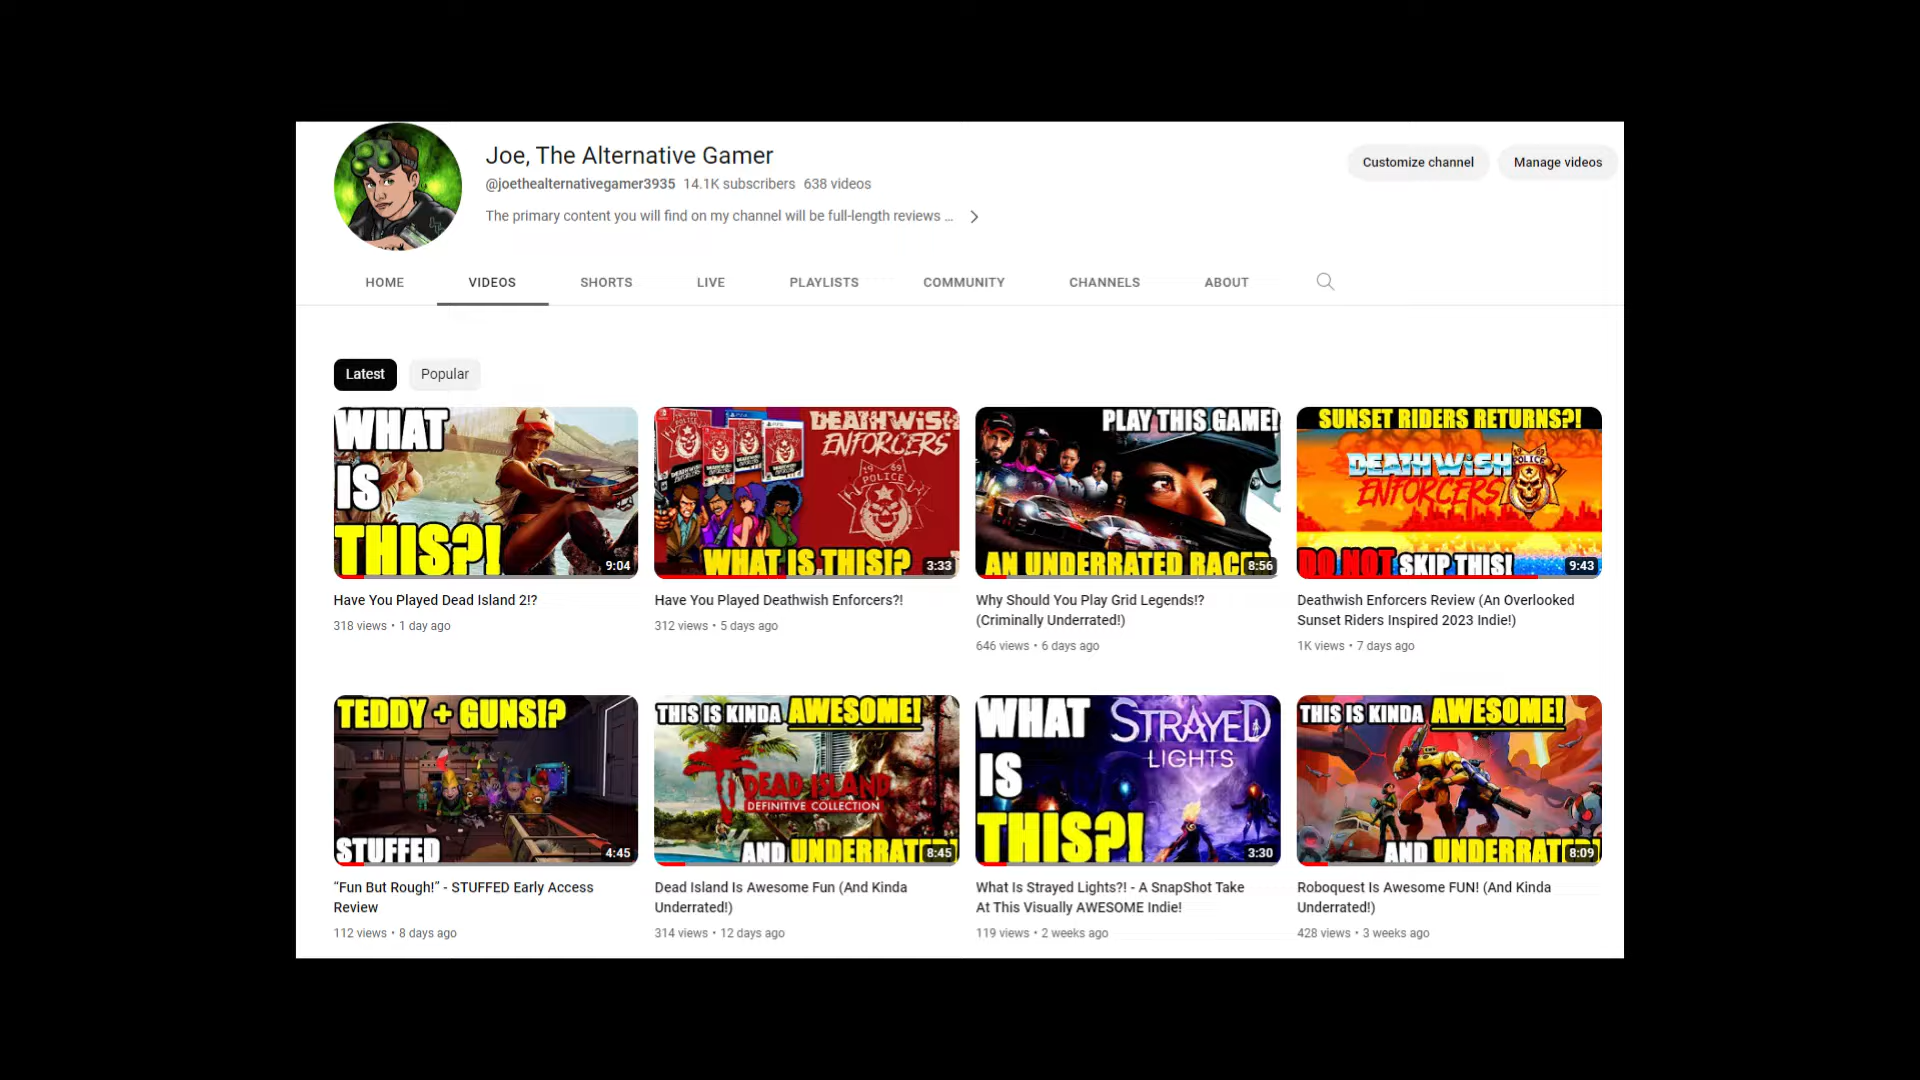 Joe, The Alternative Gamer
@joethealternativegamer3935 14.1K subscribers 638 videos
The primary content you will find on my channel will be full-length reviews ...
Customize channel
Manage videos
HOME VIDEOS SHORTS LIVE PLAYLISTS COMMUNITY CHANNELS ABOUT
Latest Popular
WHAT
IS
THIS?!
9:04
DEATHWISH
ENFORCERS
19 69
POLICE
WHAT IS THIS!?
3:33
PLAY THIS GAME!
AN UNDERRATED RACER
8:56
SUNSET RIDERS RETURNS?!
DEATHWISH
POLICE
ENFORCERS
DO NOT SKIP THIS!
9:43
Have You Played Dead Island 2!?
318 views • 1 day ago
Have You Played Deathwish Enforcers?!
312 views • 5 days ago
Why Should You Play Grid Legends!?
(Criminally Underrated!)
646 views • 6 days ago
Deathwish Enforcers Review (An Overlooked
Sunset Riders Inspired 2023 Indie!)
1K views • 7 days ago
TEDDY + GUNS!?
STUFFED
4:45
THIS IS KINDA AWESOME!
DEAD ISLAND
DEFINITIVE COLLECTION
AND UNDERRATED!
8:45
WHAT
IS
THIS?!
STRAYED
LIGHTS
3:30
THIS IS KINDA AWESOME!
AND UNDERRATED!
8:09
“Fun But Rough!” - STUFFED Early Access
Review
112 views • 8 days ago
Dead Island Is Awesome Fun (And Kinda
Underrated!)
314 views • 12 days ago
What Is Strayed Lights?! - A SnapShot Take
At This Visually AWESOME Indie!
119 views • 2 weeks ago
Roboquest Is Awesome FUN! (And Kinda
Underrated!)
428 views • 3 weeks ago